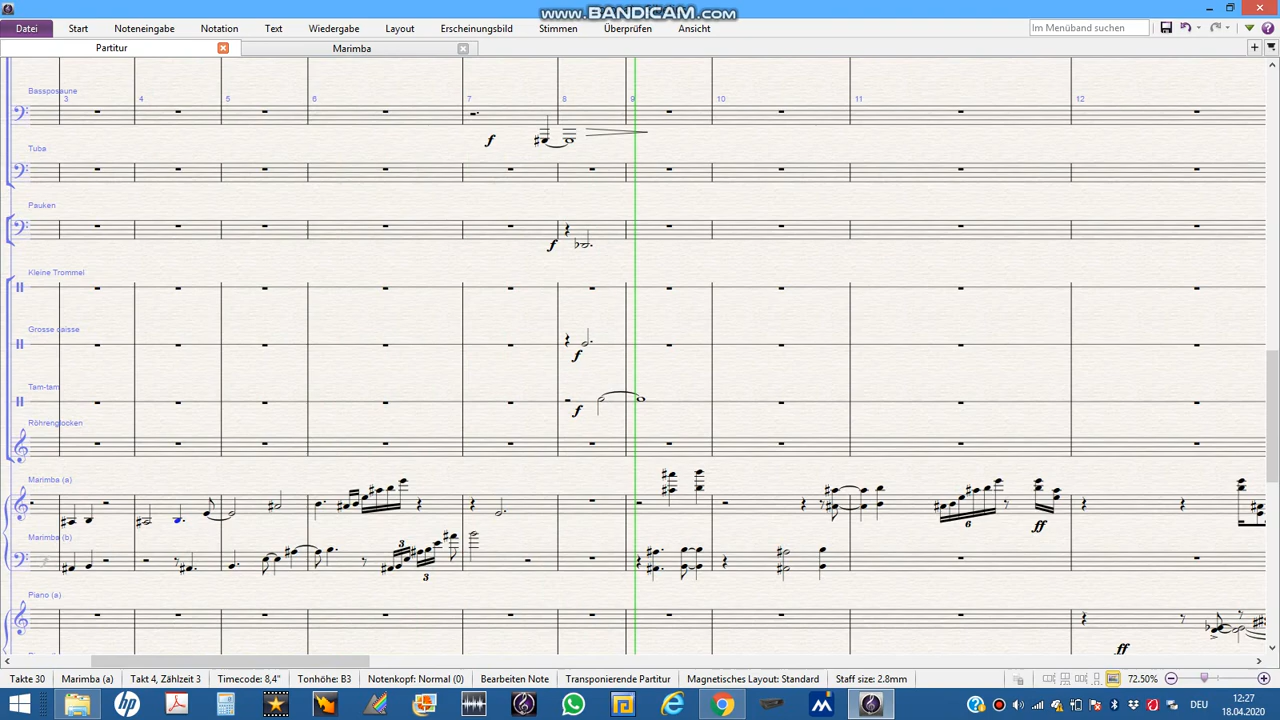 www.BANDICAM.com
Datei Start Noteneingabe Notation Text Wiedergabe Layout Erscheinungsbild Stimmen Überprüfen Ansicht Im Menüband suchen
Partitur Marimba
Bassposaune
3 4 5 6 7 8 9 10 11 12
f
Tuba
Pauken
f
Kleine Trommel
Grosse caisse
f
Tam-tam
f
Röhrenglocken
Marimba (a)
6 ff
Marimba (b)
3
3
Piano (a)
ff
Takte 30 Marimba (a) Takt 4, Zählzeit 3 Timecode: 8,4" Tonhöhe: B3 Notenkopf: Normal (0) Bearbeiten Note Transponierende Partitur Magnetisches Layout: Standard Staff size: 2.8mm 72.50%
DEU 12:27
18.04.2020